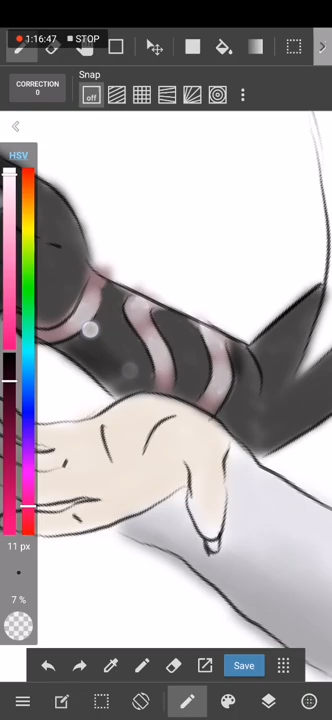 1:16:47 STOP
CORRECTION
0
Snap
off
HSV
11 px
7 %
Save